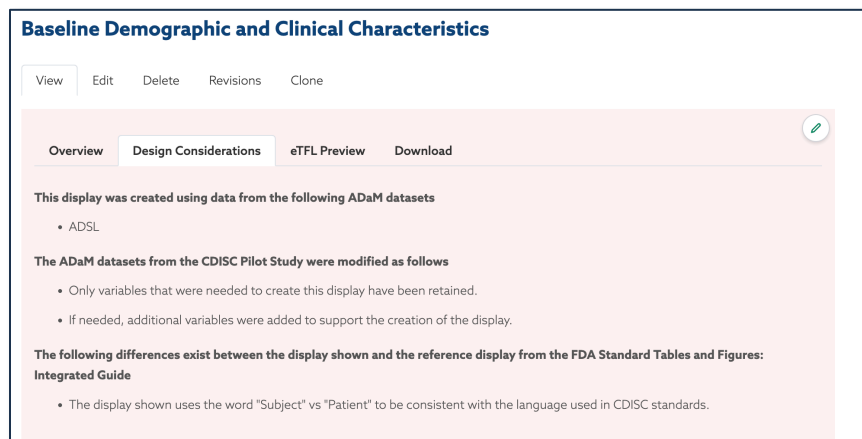 Baseline Demographic and Clinical Characteristics
View Edit Delete Revisions Clone
Overview Design Considerations eTFL Preview Download
This display was created using data from the following ADaM datasets
• ADSL
The ADaM datasets from the CDISC Pilot Study were modified as follows
• Only variables that were needed to create this display have been retained.
• If needed, additional variables were added to support the creation of the display.
The following differences exist between the display shown and the reference display from the FDA Standard Tables and Figures:
Integrated Guide
• The display shown uses the word "Subject" vs "Patient" to be consistent with the language used in CDISC standards.